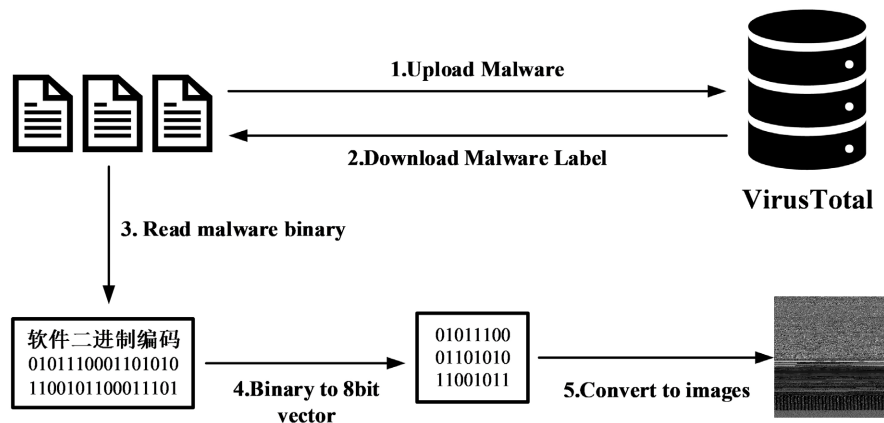 1.Upload Malware
2.Download Malware Label
VirusTotal
3. Read malware binary
软件二进制编码
0101110001101010
1100101100011101
4.Binary to 8bit
vector
01011100
01101010
11001011
5.Convert to images